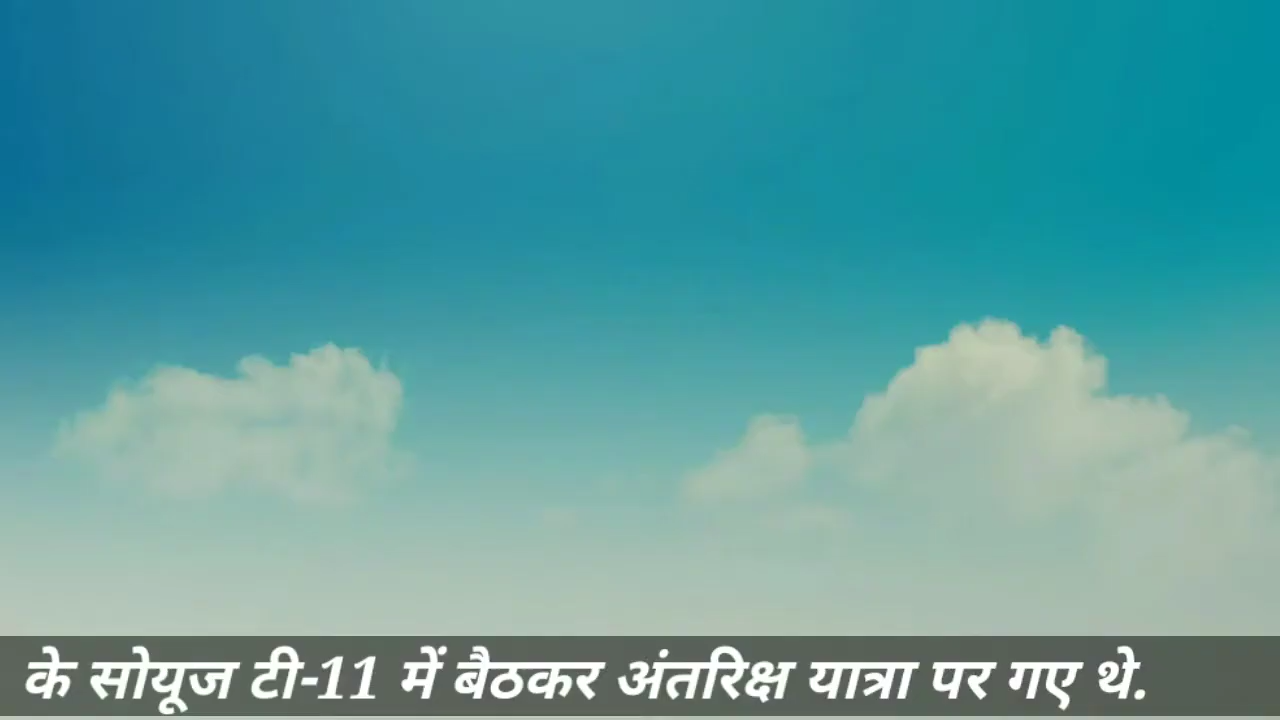 के सोयूज टी-11 में बैठकर अंतरिक्ष यात्रा पर गए थे.